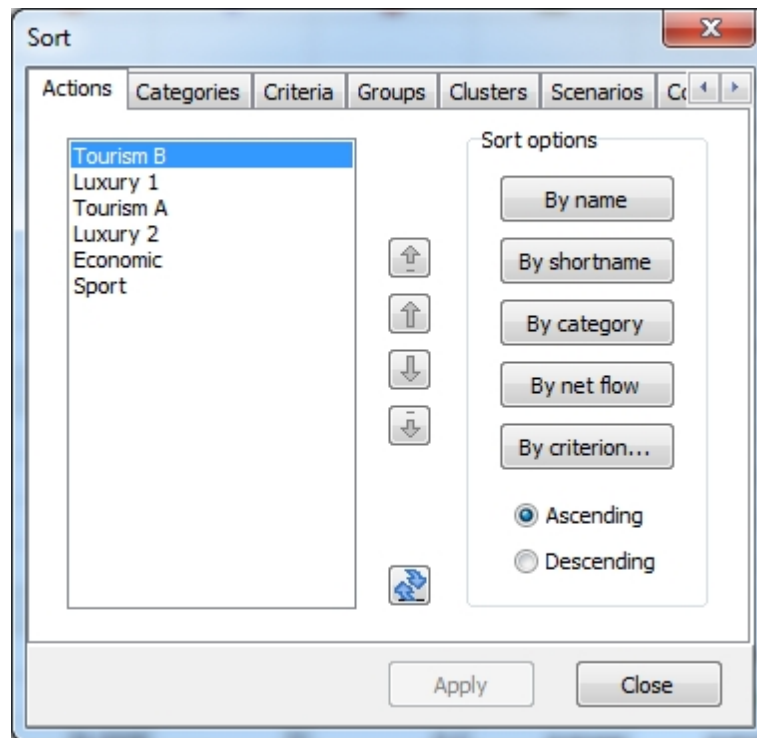 Sort
Actions Categories Criteria Groups Clusters Scenarios
Tourism B
Luxury 1
Tourism A
Luxury 2
Economic
Sport
Sort options
By name
By shortname
By category
By net flow
By criterion...
Ascending
Descending
Apply
Close